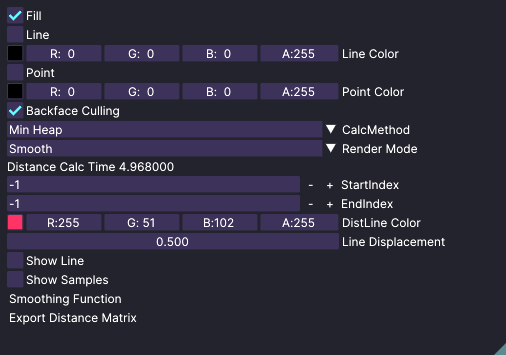 Fill
Line
R: 0 G: 0 B: 0 A:255 Line Color
Point
R: 0 G: 0 B: 0 A:255 Point Color
Backface Culling
Min Heap CalcMethod
Smooth Render Mode
Distance Calc Time 4.968000
-1 - + StartIndex
-1 - + EndIndex
R:255 G: 51 B:102 A:255 DistLine Color
0.500 Line Displacement
Show Line
Show Samples
Smoothing Function
Export Distance Matrix